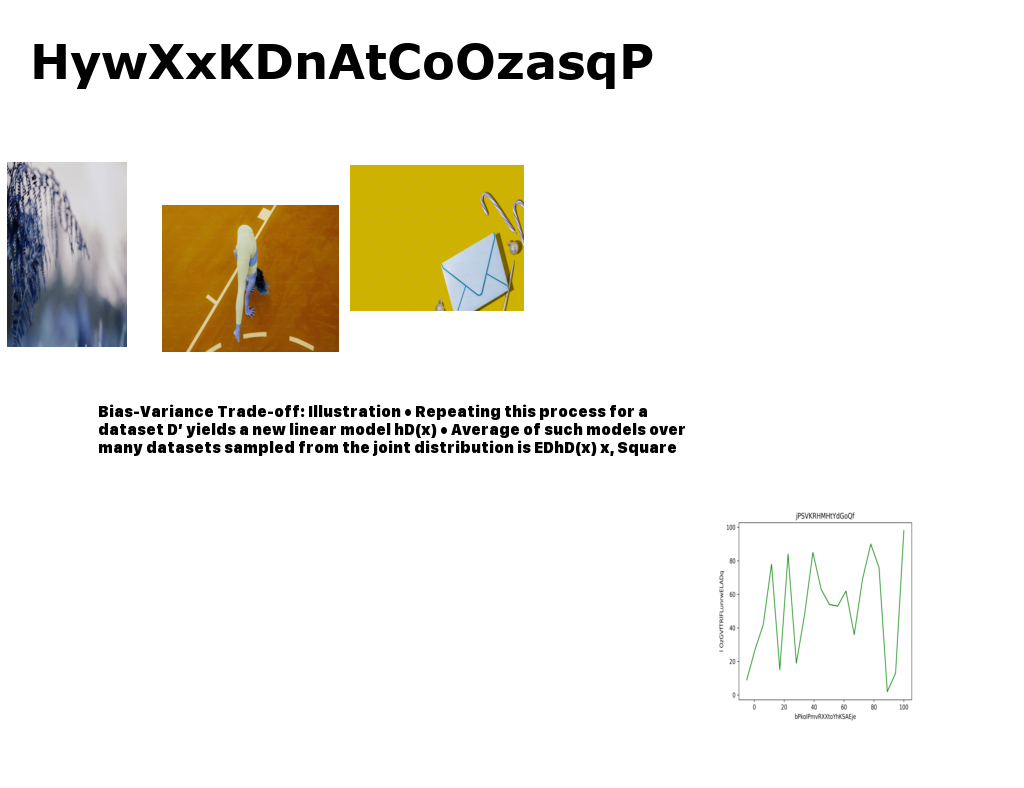 HywXxKDnAtCoOzasqP
Bias-Variance Trade-off: Illustration • Repeating this process for a
dataset D’ yields a new linear model hD(x) • Average of such models over
many datasets sampled from the joint distribution is EDhD(x) x, Square
jPSVKRHMHtYdGoQf
100
80
60
40
20
0
0 20 40 60 80 100